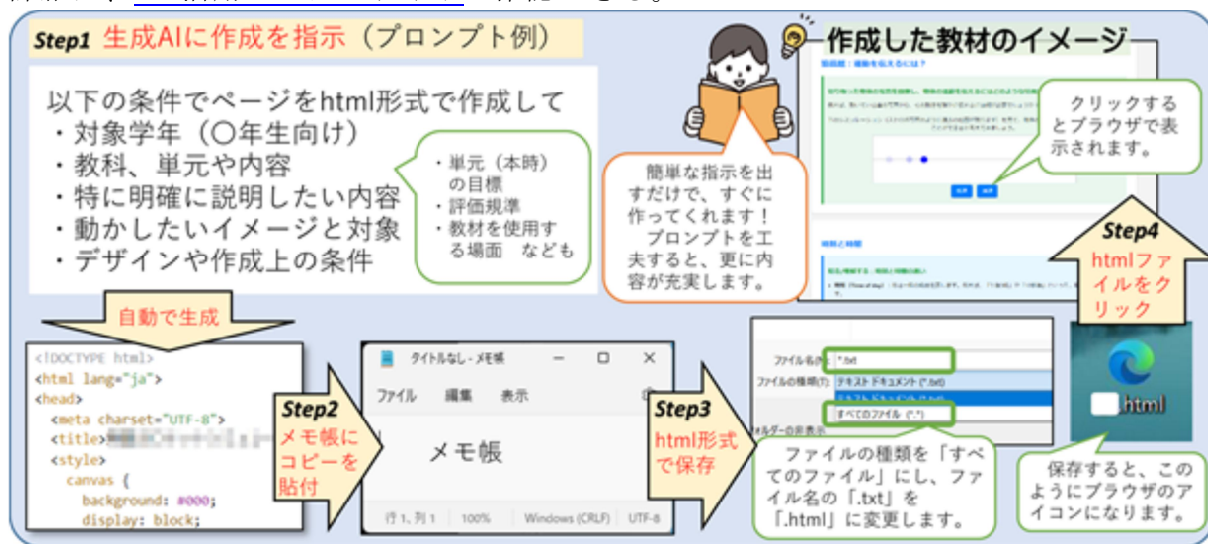 Step1 生成AIに作成を指示（プロンプト例）
以下の条件でページをhtml形式で作成して
・対象学年（〇年生向け）
・教科、単元や内容
・特に明確に説明したい内容
・動かしたいイメージと対象
・デザインや作成上の条件
・単元（本時）
の目標
・評価規準
・教材を使用す
る場面　なども
簡単な指示を出
すだけで、すぐに
作ってくれます！
プロンプトを工
夫すると、更に内
容が充実します。
作成した教材のイメージ
クリックする
とブラウザで表
示されます。
自動で生成
<!DOCTYPE html>
<html lang="ja">
<head>
<meta charset="UTF-8">
<title>
<style>
canvas {
background: #000;
display: block;
Step2
メモ帳に
コピーを
貼付
タイトルなし - メモ帳
ファイル　編集　表示
メモ帳
行 1、列 1　100%　Windows (CRLF)　UTF-8
Step3
html形式
で保存
ファイル名(N): *.txt
ファイルの種類(T): テキスト ドキュメント (*.txt)
テキスト ドキュメント (*.txt)
すべてのファイル (*.*)
ルダーの非表示
ファイルの種類を「すべ
てのファイル」にし、ファ
イル名の「.txt」を
「.html」に変更します。
Step4
htmlファ
イルをク
リック
.html
保存すると、この
ようにブラウザのア
イコンになります。